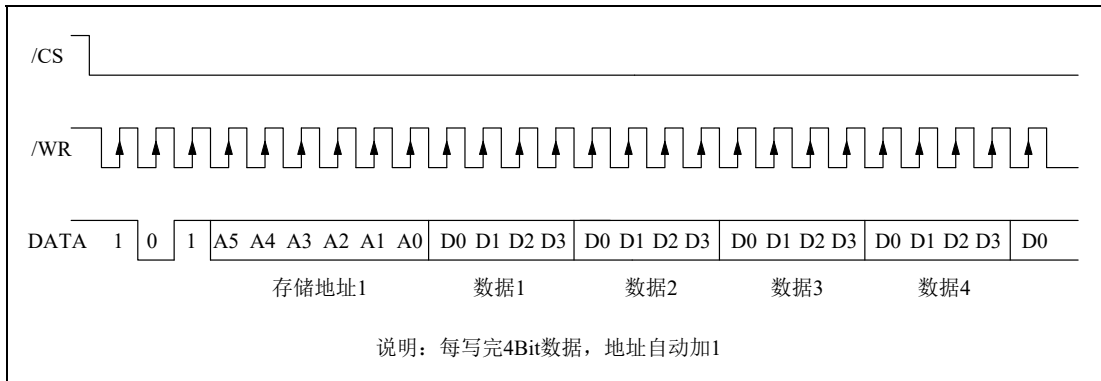 /CS
/WR
DATA 1 0 1 A5 A4 A3 A2 A1 A0 D0 D1 D2 D3 D0 D1 D2 D3 D0 D1 D2 D3 D0 D1 D2 D3 D0
存储地址1 数据1 数据2 数据3 数据4
说明：每写完4Bit数据，地址自动加1